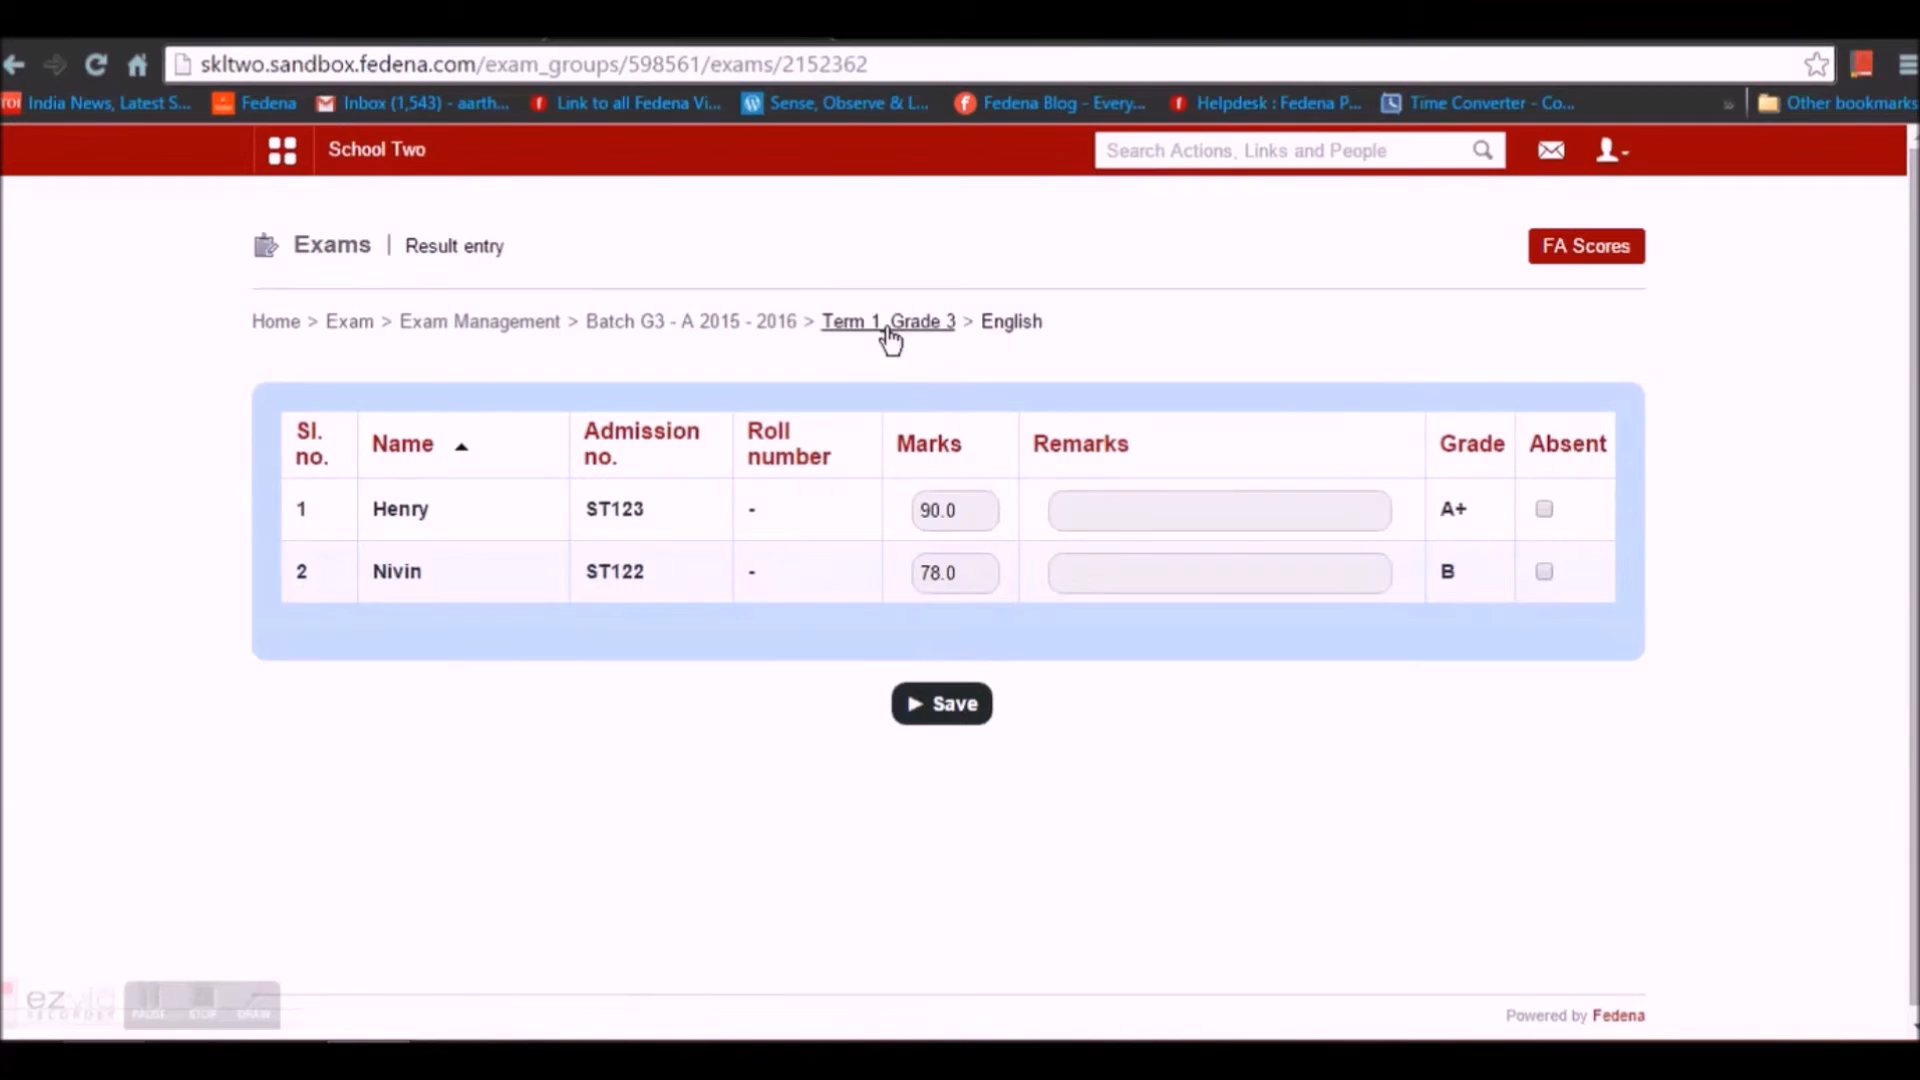 skltwo.sandbox.fedena.com/exam_groups/598561/exams/2152362
India News, Latest S... Fedena Inbox (1,543) - aarth... Link to all Fedena Vi... Sense, Observe & L... Fedena Blog - Every... Helpdesk : Fedena P... Time Converter - Co... » Other bookmarks
School Two Search Actions, Links and People
Exams | Result entry FA Scores
Home > Exam > Exam Management > Batch G3 - A 2015 - 2016 > Term 1 Grade 3 > English
Sl. no. Name Admission no. Roll number Marks Remarks Grade Absent
1 Henry ST123 - 90.0 A+
2 Nivin ST122 - 78.0 B
Save
ezvid
RECORDER PAUSE STOP DRAW
Powered by Fedena